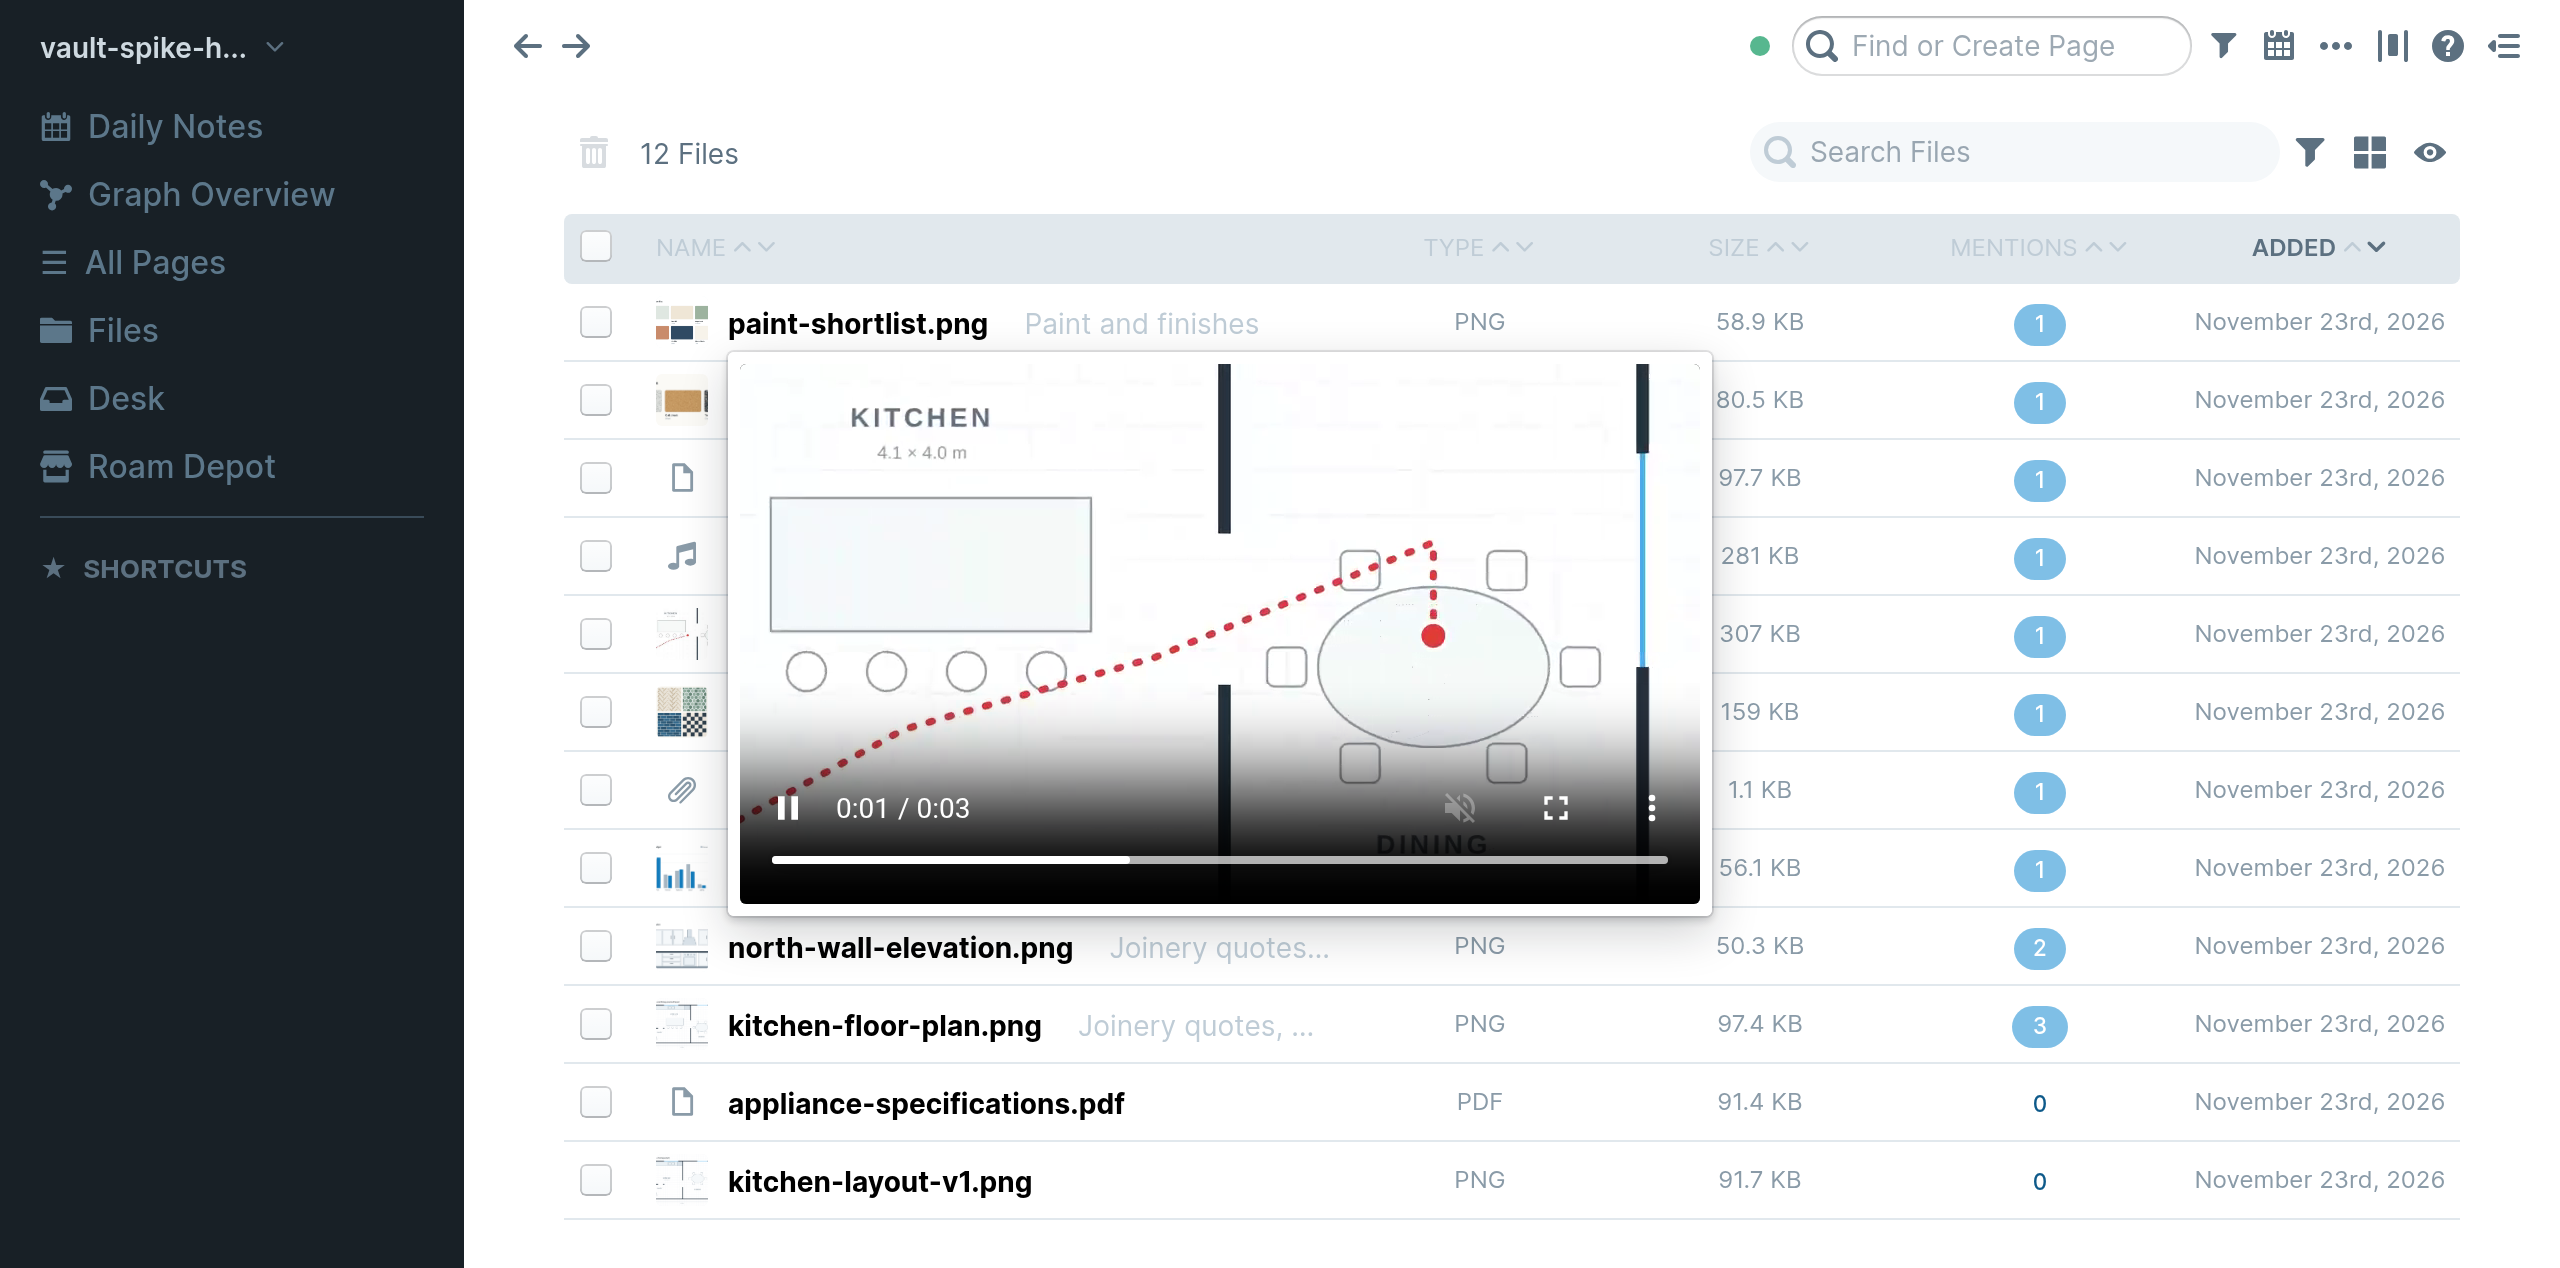 vault-spike-h...
Daily Notes
Graph Overview
All Pages
Files
Desk
Roam Depot
SHORTCUTS
Find or Create Page
12 Files
Search Files
NAME TYPE SIZE MENTIONS ADDED
paint-shortlist.png Paint and finishes PNG 58.9 KB 1 November 23rd, 2026
80.5 KB 1 November 23rd, 2026
97.7 KB 1 November 23rd, 2026
281 KB 1 November 23rd, 2026
307 KB 1 November 23rd, 2026
159 KB 1 November 23rd, 2026
1.1 KB 1 November 23rd, 2026
56.1 KB 1 November 23rd, 2026
KITCHEN
4.1 × 4.0 m
0:01 / 0:03
DINING
north-wall-elevation.png Joinery quotes... PNG 50.3 KB 2 November 23rd, 2026
kitchen-floor-plan.png Joinery quotes, ... PNG 97.4 KB 3 November 23rd, 2026
appliance-specifications.pdf PDF 91.4 KB 0 November 23rd, 2026
kitchen-layout-v1.png PNG 91.7 KB 0 November 23rd, 2026